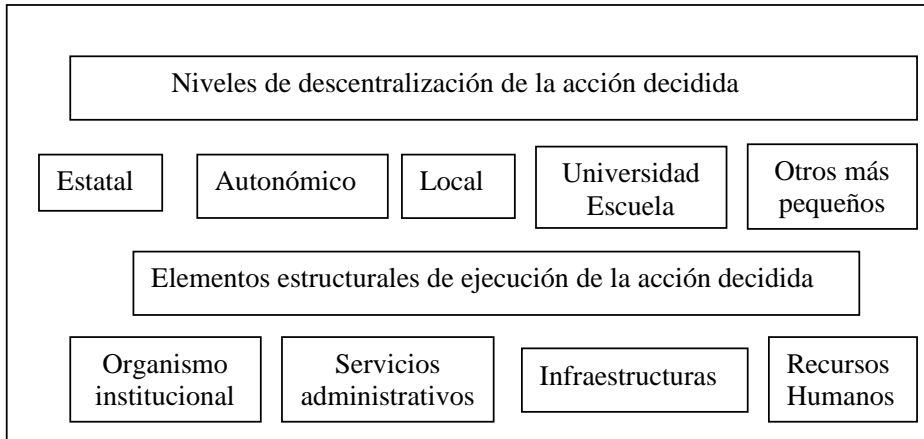 Niveles de descentralización de la acción decidida
Estatal
Autonómico
Local
Universidad
Escuela
Otros más
pequeños
Elementos estructurales de ejecución de la acción decidida
Organismo
institucional
Servicios
administrativos
Infraestructuras
Recursos
Humanos